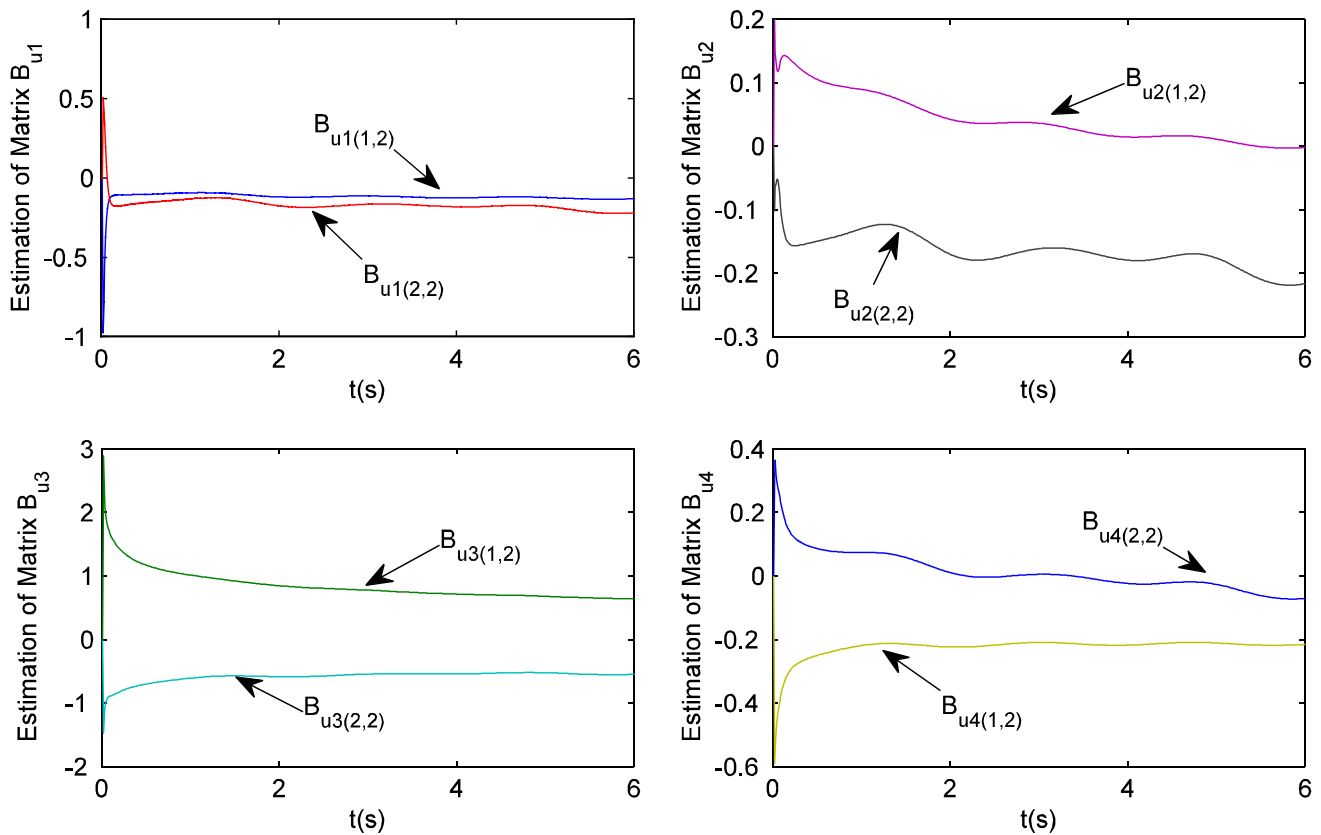 Estimation of Matrix B_u1
1
0.5
0
-0.5
-1
B_u1(1,2)
B_u1(2,2)
0 2 4 6
t(s)
Estimation of Matrix B_u2
0.2
0.1
0
-0.1
-0.2
-0.3
B_u2(1,2)
B_u2(2,2)
0 2 4 6
t(s)
Estimation of Matrix B_u3
3
2
1
0
-1
-2
B_u3(1,2)
B_u3(2,2)
0 2 4 6
t(s)
Estimation of Matrix B_u4
0.4
0.2
0
-0.2
-0.4
-0.6
B_u4(2,2)
B_u4(1,2)
0 2 4 6
t(s)